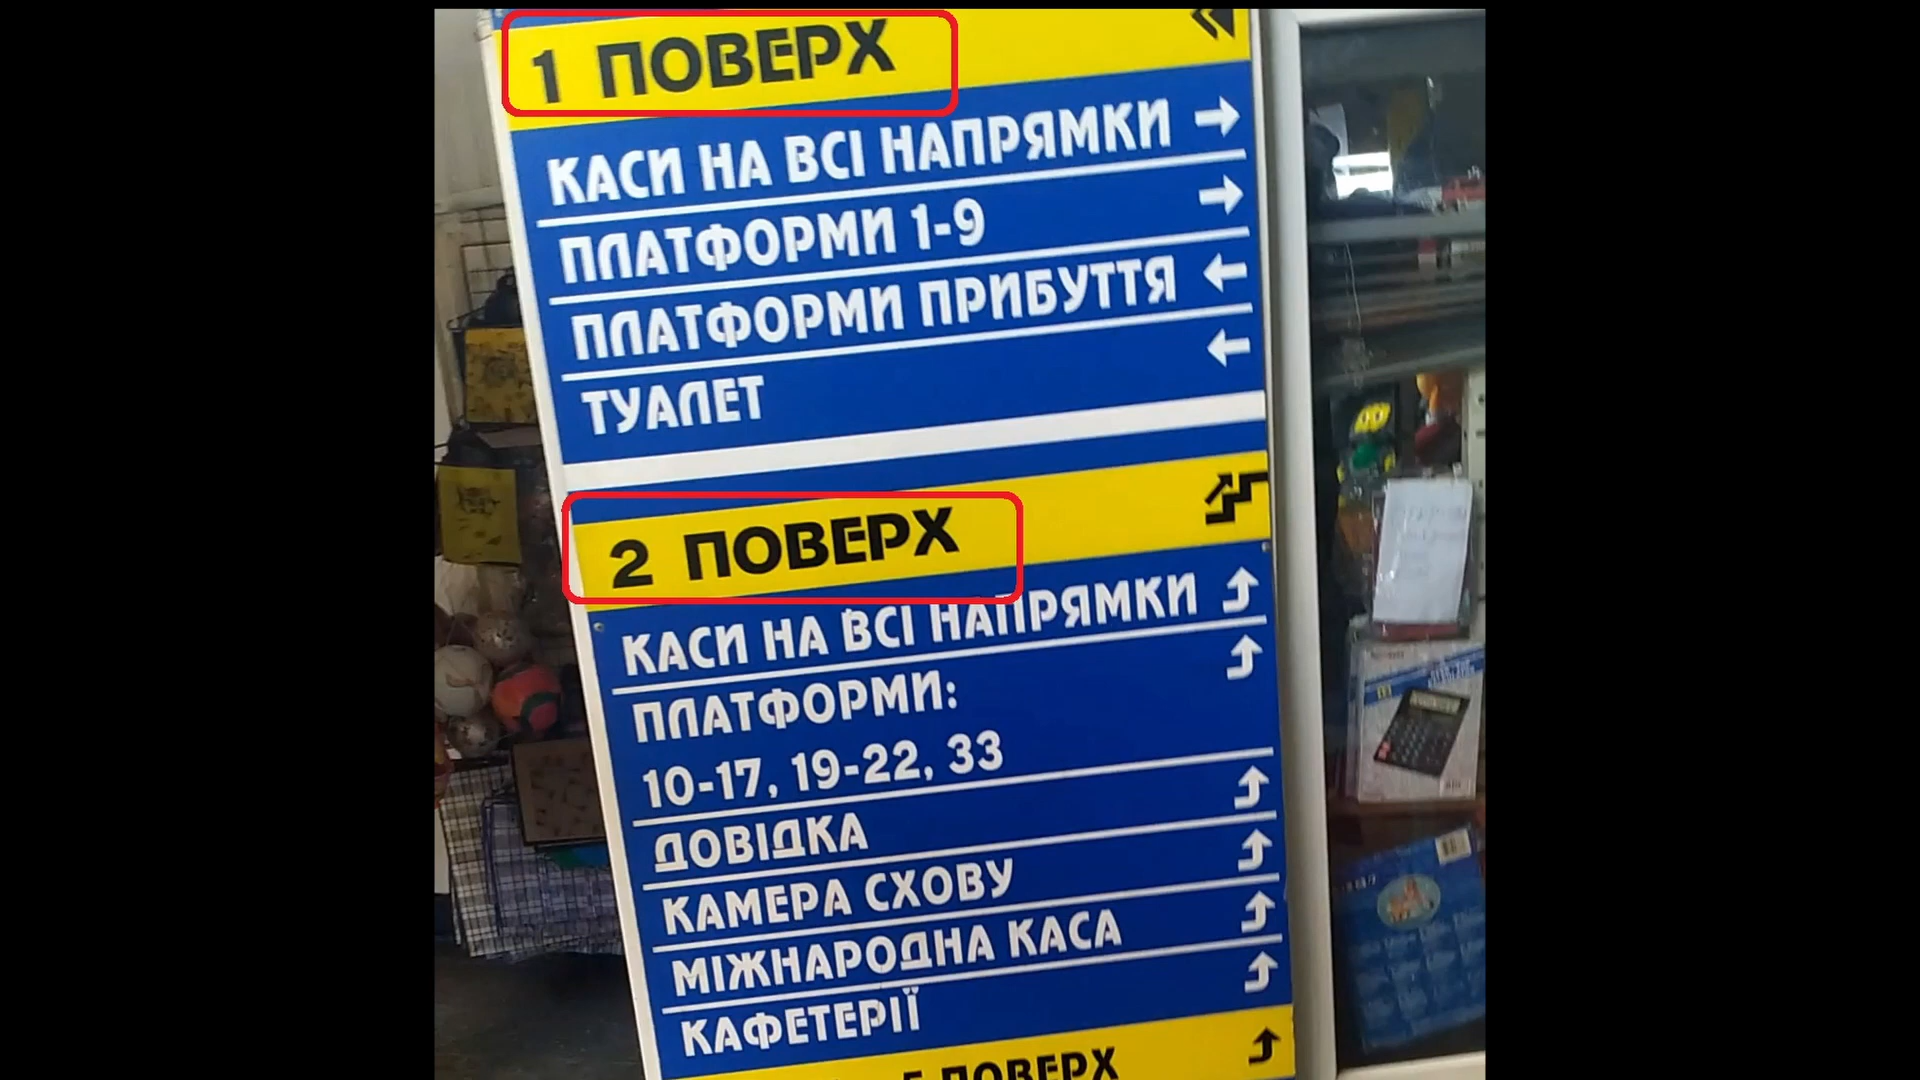 1 ПОВЕРХ
КАСИ НА ВСІ НАПРЯМКИ
ПЛАТФОРМИ 1-9
ПЛАТФОРМИ ПРИБУТТЯ
ТУАЛЕТ
2 ПОВЕРХ
КАСИ НА ВСІ НАПРЯМКИ
ПЛАТФОРМИ:
10-17, 19-22, 33
ДОВІДКА
КАМЕРА СХОВУ
МІЖНАРОДНА КАСА
КАФЕТЕРІЇ
ПОВЕРХ